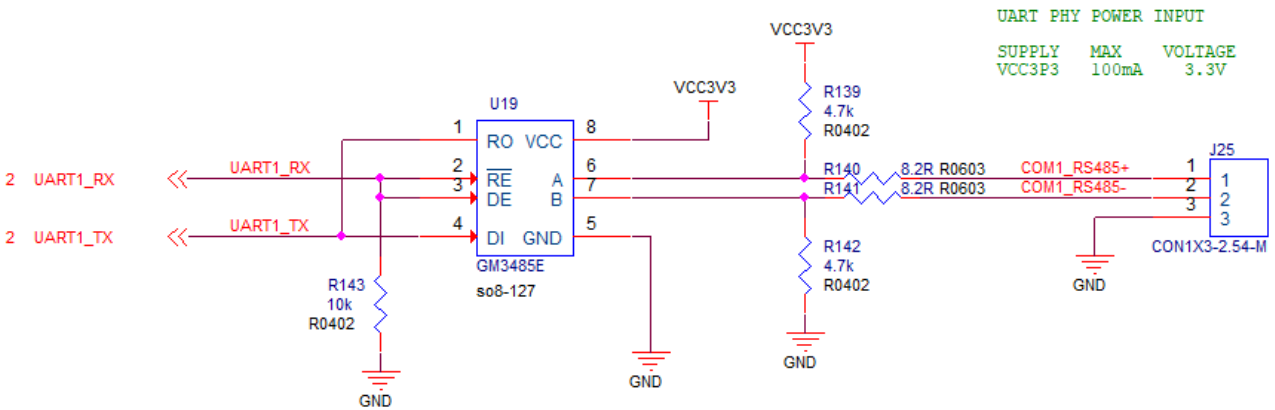 UART PHY POWER INPUT
SUPPLY MAX VOLTAGE
VCC3P3 100mA 3.3V
VCC3V3
VCC3V3
R139
4.7k
R0402
U19
1 RO VCC 8
2 UART1_RX UART1_RX 2 RE A 6 R140 8.2R R0603 COM1_RS485+ 1 1
3 DE B 7 R141 8.2R R0603 COM1_RS485- 2 2
J25
3 3
2 UART1_TX UART1_TX 4 DI GND 5
GM3485E
so8-127
CON1X3-2.54-M
R142
4.7k
R0402
R143
10k
R0402
GND
GND
GND
GND